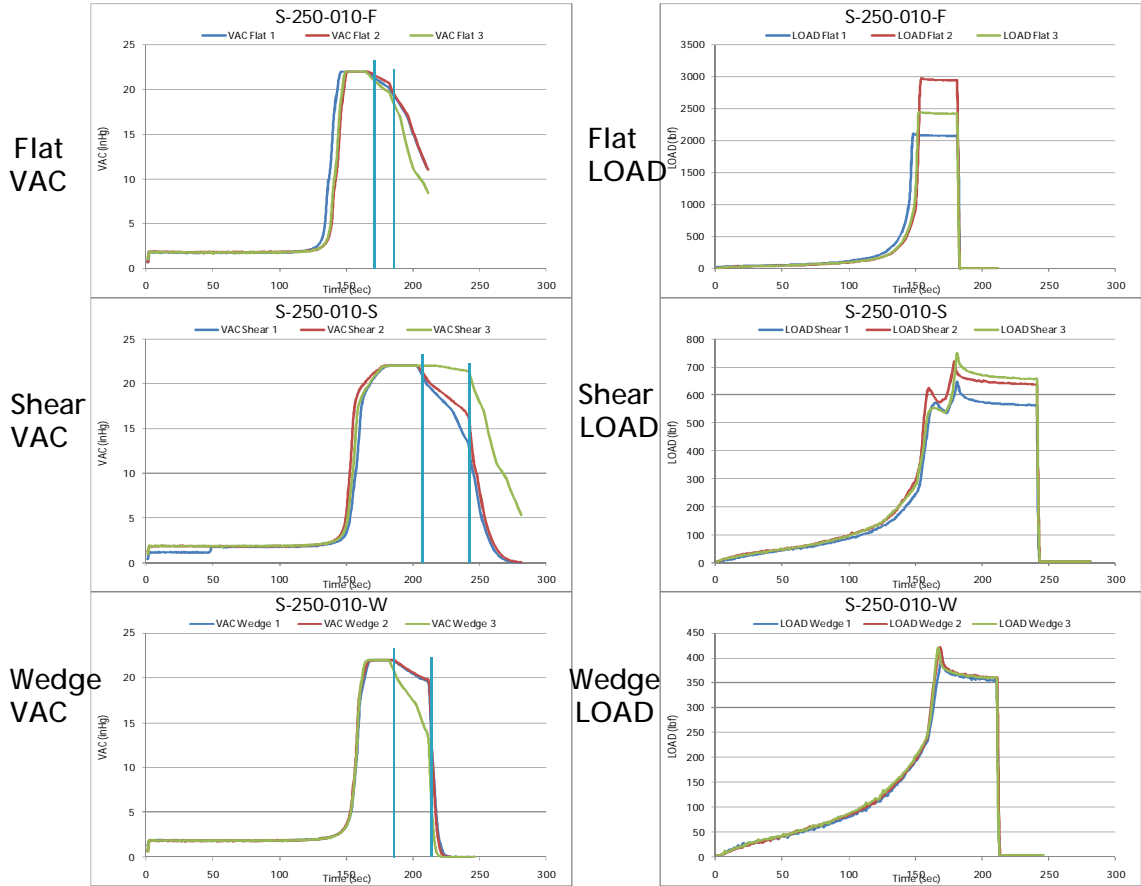 S-250-010-F
VAC Flat 1 VAC Flat 2 VAC Flat 3
Flat
VAC
VAC (InHg)
25
20
15
10
5
0
0 50 100 150 200 250 300
Time (sec)
S-250-010-F
LOAD Flat 1 LOAD Flat 2 LOAD Flat 3
Flat
LOAD
LOAD (lbf)
3500
3000
2500
2000
1500
1000
500
0
0 50 100 150 200 250 300
Time (sec)
S-250-010-S
VAC Shear 1 VAC Shear 2 VAC Shear 3
Shear
VAC
VAC (InHg)
25
20
15
10
5
0
0 50 100 150 200 250 300
Time (sec)
S-250-010-S
LOAD Shear 1 LOAD Shear 2 LOAD Shear 3
Shear
LOAD
LOAD (lbf)
800
700
600
500
400
300
200
100
0
0 50 100 150 200 250 300
Time (sec)
S-250-010-W
VAC Wedge 1 VAC Wedge 2 VAC Wedge 3
Wedge
VAC
VAC (InHg)
25
20
15
10
5
0
0 50 100 150 200 250 300
Time (sec)
S-250-010-W
LOAD Wedge 1 LOAD Wedge 2 LOAD Wedge 3
Wedge
LOAD
LOAD (lbf)
450
400
350
300
250
200
150
100
50
0
0 50 100 150 200 250 300
Time (sec)